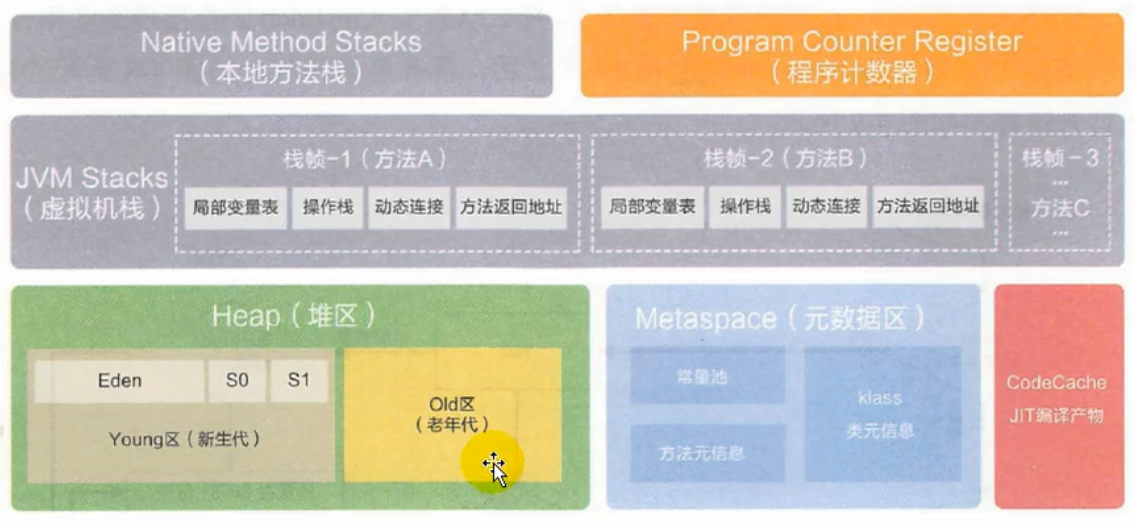 Native Method Stacks
（本地方法栈）
Program Counter Register
（程序计数器）
JVM Stacks
（虚拟机栈）
栈帧-1（方法A）
局部变量表
操作栈
动态连接
方法返回地址
栈帧-2（方法B）
局部变量表
操作栈
动态连接
方法返回地址
栈帧-3
...
方法C
...
Heap（堆区）
Eden
S0
S1
Young区（新生代）
Old区
（老年代）
Metaspace（元数据区）
常量池
方法元信息
klass
类元信息
CodeCache
JIT编译产物